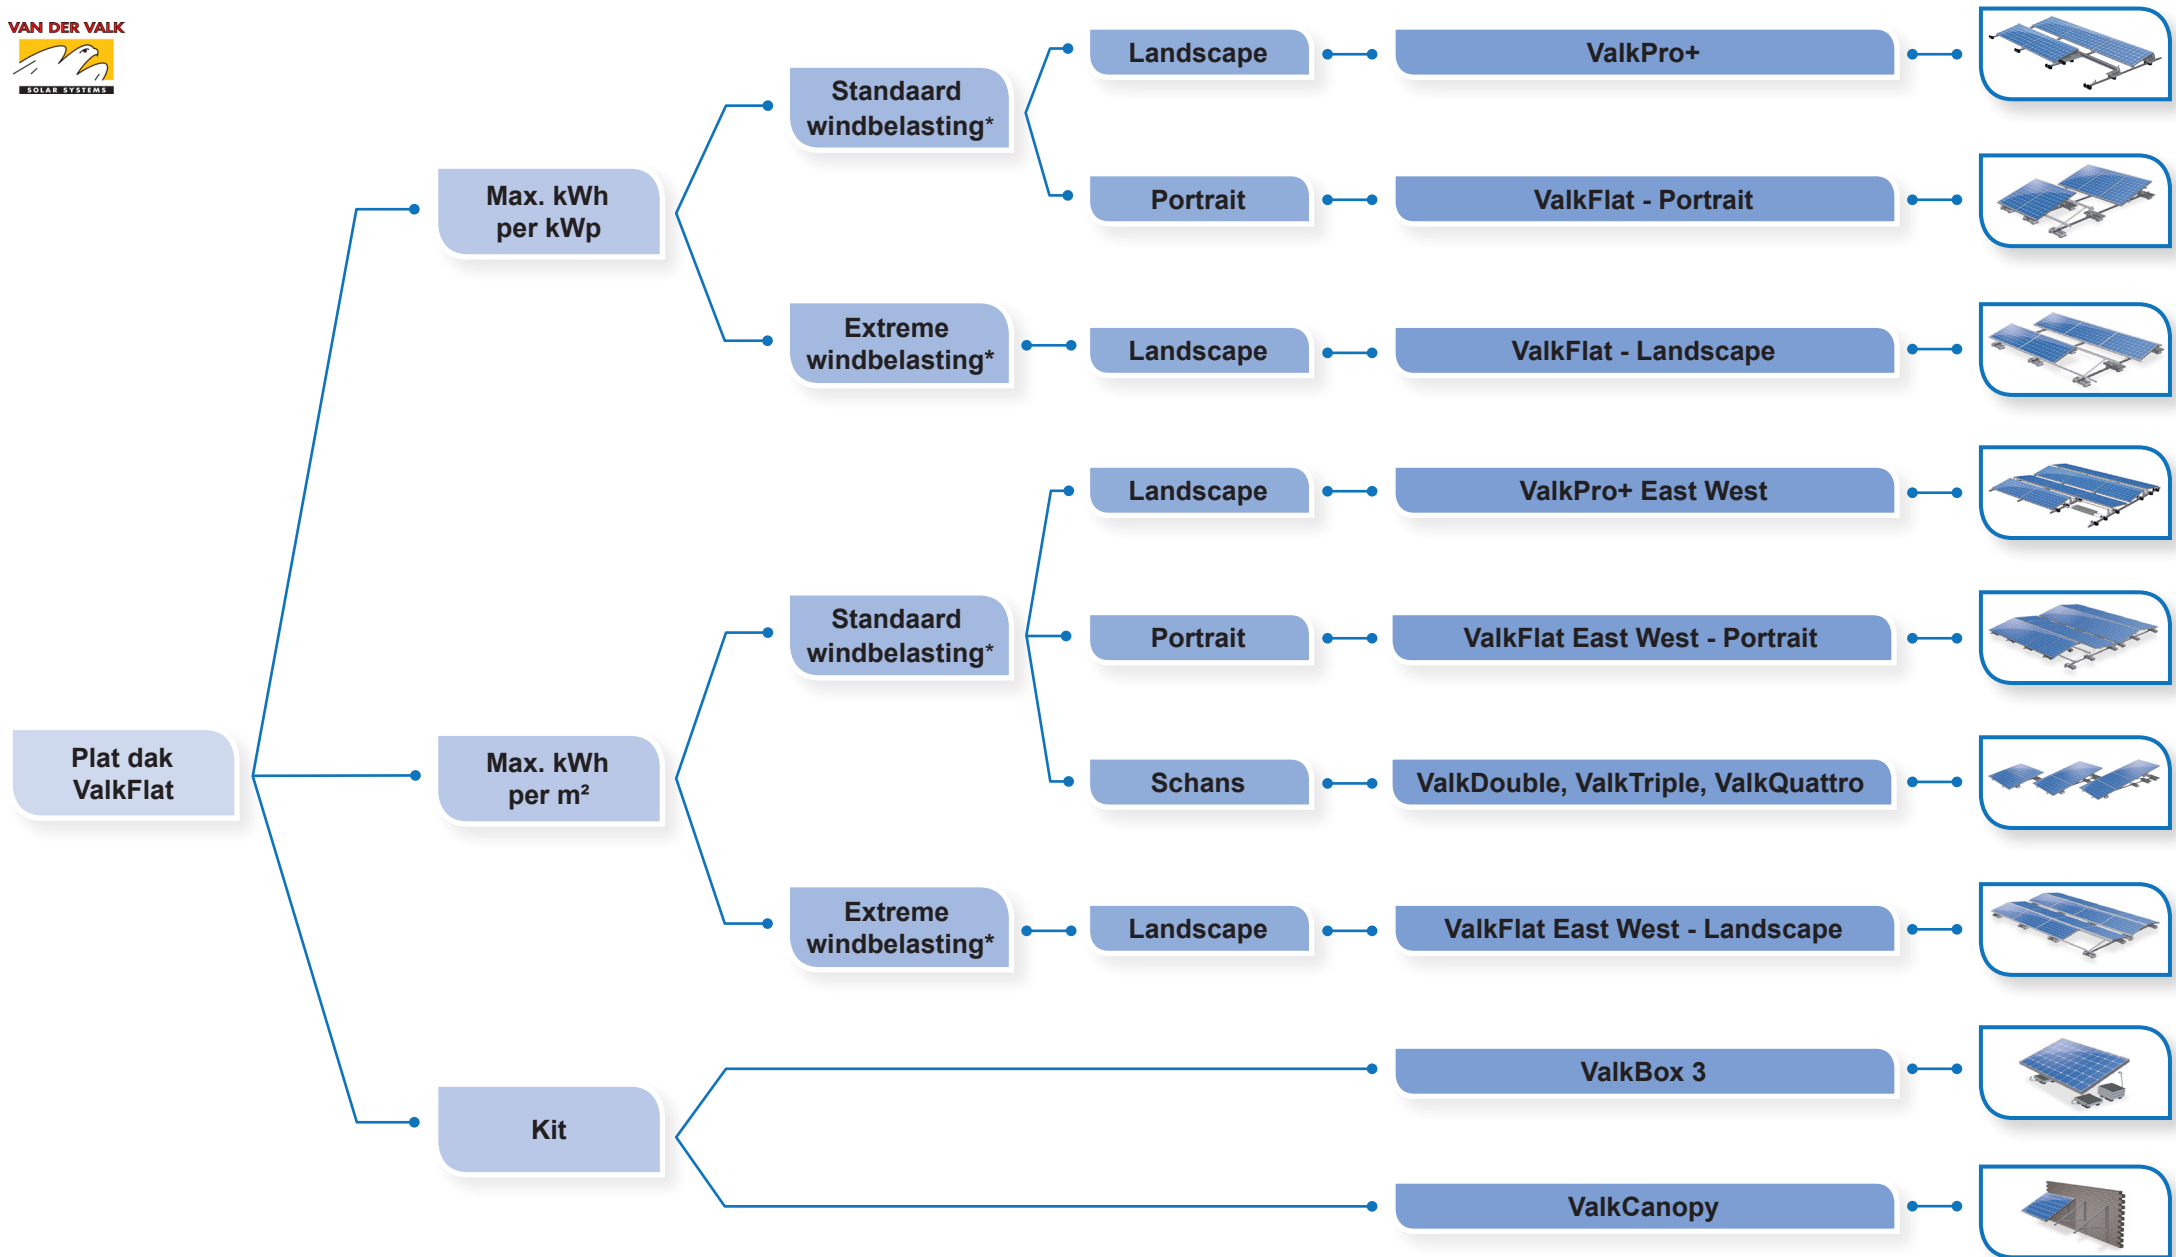 VAN DER VALK
SOLAR SYSTEMS
Plat dak
ValkFlat
Max. kWh
per kWp
Standaard
windbelasting*
Landscape
ValkPro+
Portrait
ValkFlat - Portrait
Extreme
windbelasting*
Landscape
ValkFlat - Landscape
Max. kWh
per m²
Standaard
windbelasting*
Landscape
ValkPro+ East West
Portrait
ValkFlat East West - Portrait
Schans
ValkDouble, ValkTriple, ValkQuattro
Extreme
windbelasting*
Landscape
ValkFlat East West - Landscape
Kit
ValkBox 3
ValkCanopy